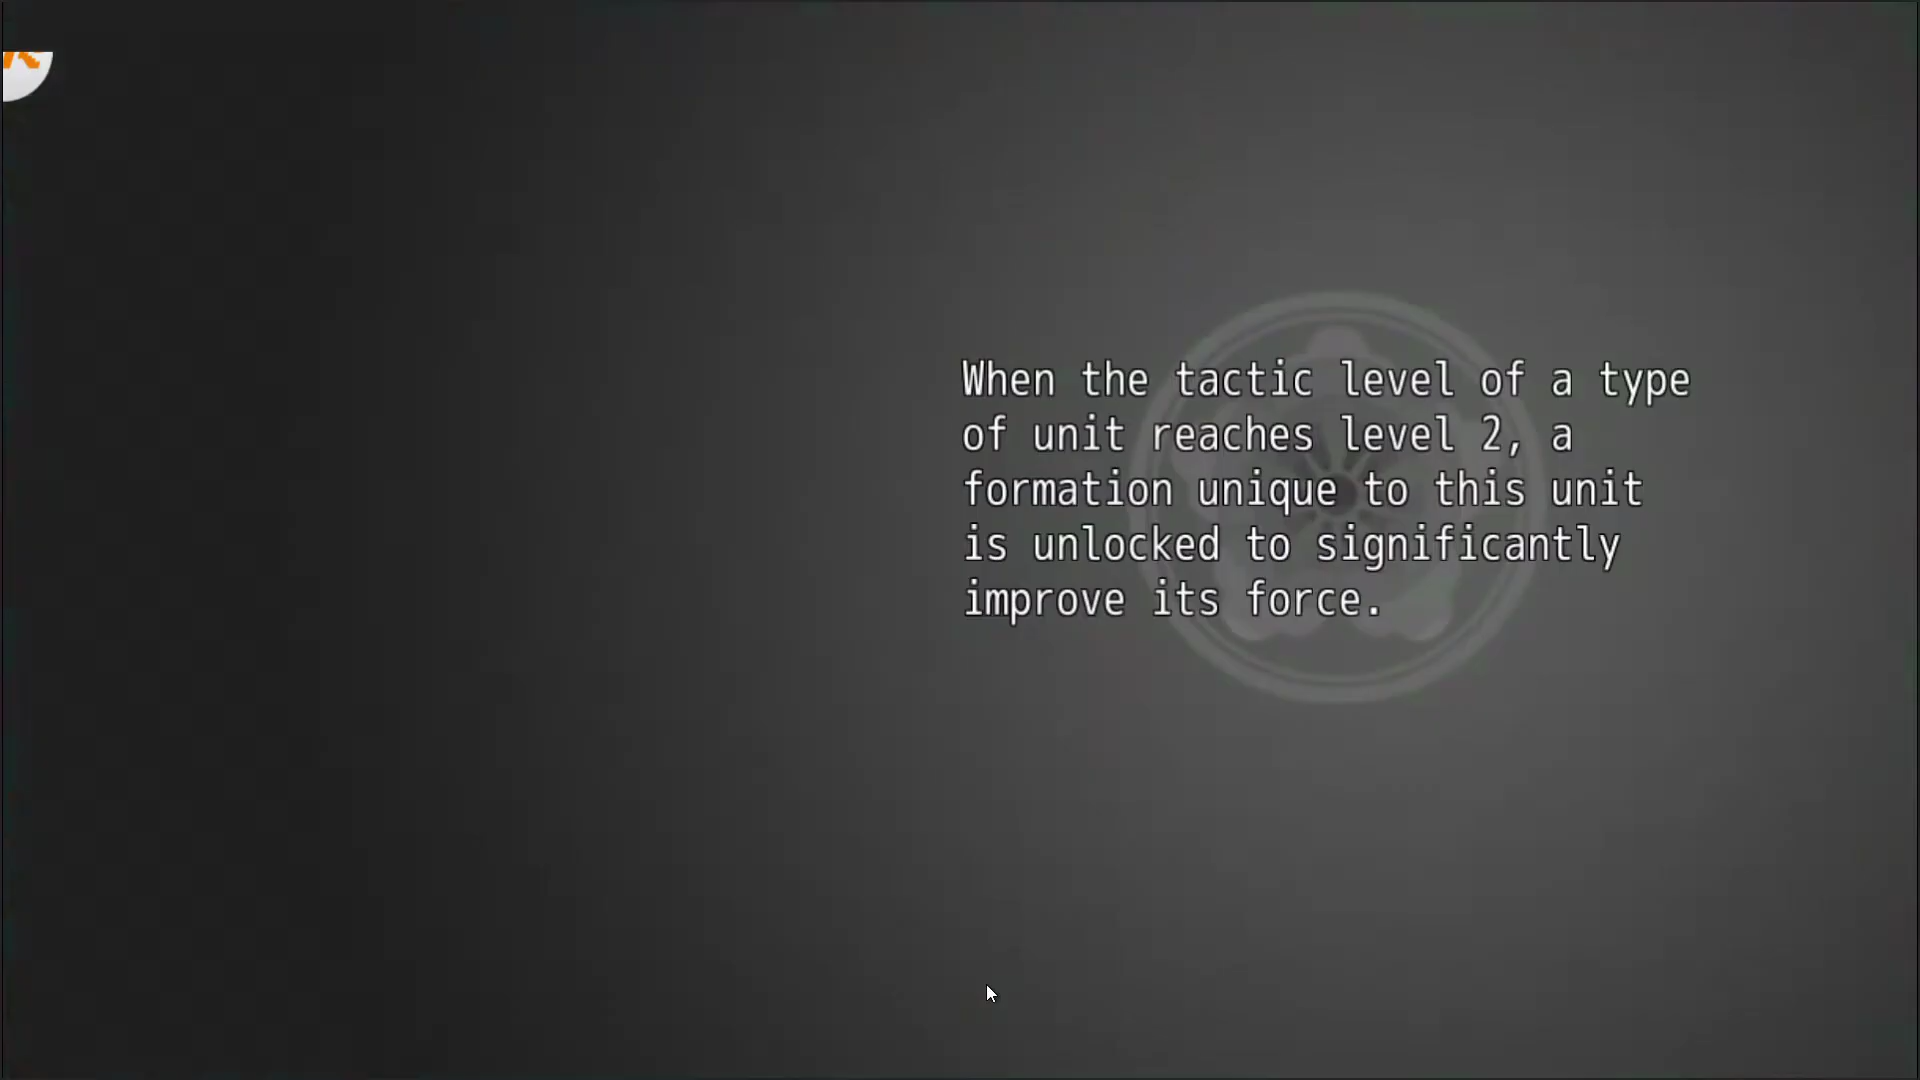 When the tactic level of a type
of unit reaches level 2, a
formation unique to this unit
is unlocked to significantly
improve its force.